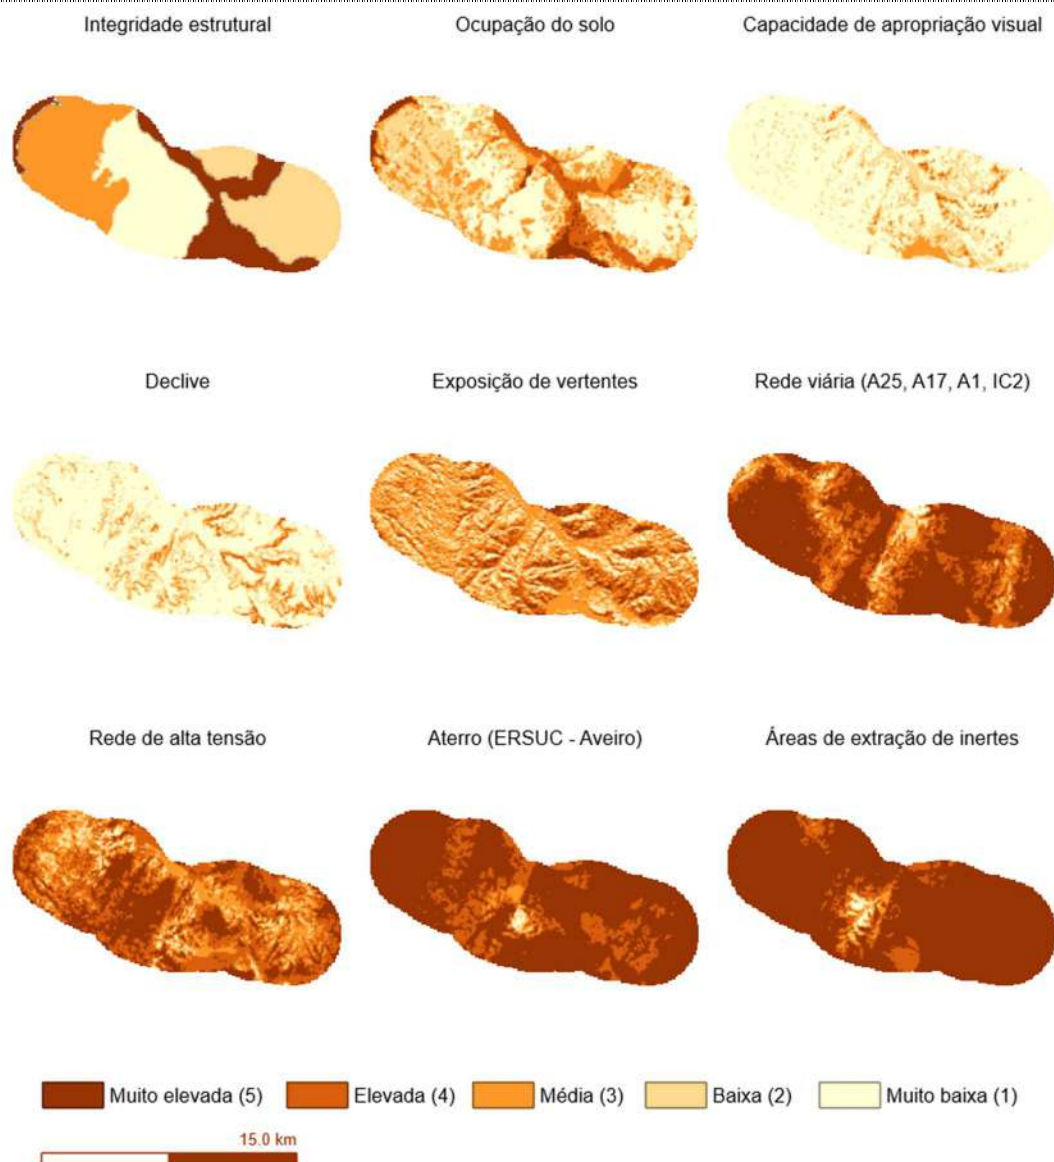 Integridade estrutural
Ocupação do solo
Capacidade de apropriação visual
Declive
Exposição de vertentes
Rede viária (A25, A17, A1, IC2)
Rede de alta tensão
Aterro (ERSUC - Aveiro)
Áreas de extração de inertes
Muito elevada (5)
Elevada (4)
Média (3)
Baixa (2)
Muito baixa (1)
15.0 km